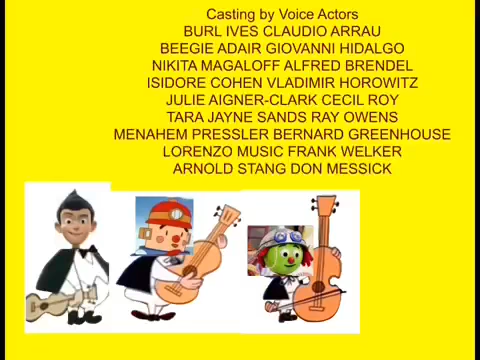 Casting by Voice Actors
BURL IVES CLAUDIO ARRAU
BEEGIE ADAIR GIOVANNI HIDALGO
NIKITA MAGALOFF ALFRED BRENDEL
ISIDORE COHEN VLADIMIR HOROWITZ
JULIE AIGNER-CLARK CECIL ROY
TARA JAYNE SANDS RAY OWENS
MENAHEM PRESSLER BERNARD GREENHOUSE
LORENZO MUSIC FRANK WELKER
ARNOLD STANG DON MESSICK